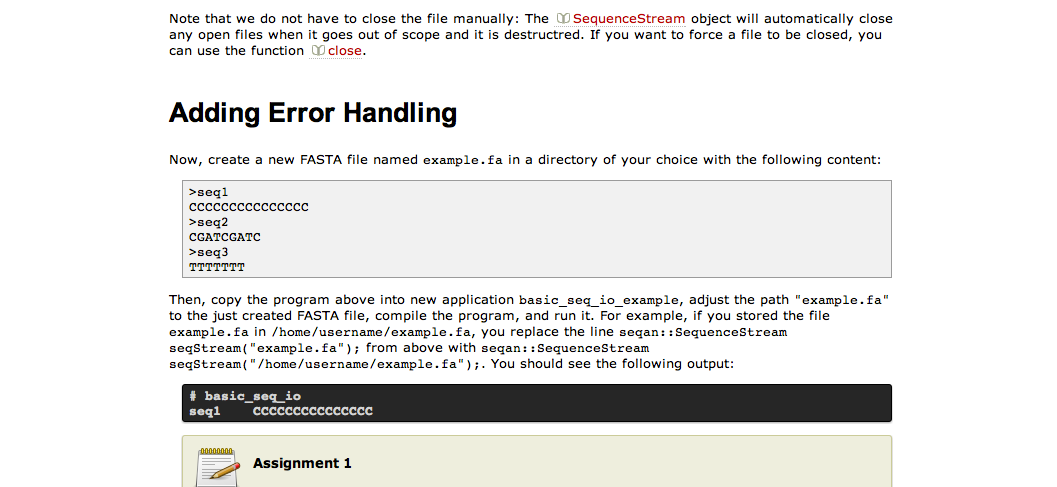 Note that we do not have to close the file manually: The SequenceStream object will automatically close
any open files when it goes out of scope and it is destructred. If you want to force a file to be closed, you
can use the function close.
Adding Error Handling
Now, create a new FASTA file named example.fa in a directory of your choice with the following content:
>seq1
CCCCCCCCCCCCCCC
>seq2
CGATCGATC
>seq3
TTTTTTT
Then, copy the program above into new application basic_seq_io_example, adjust the path "example.fa"
to the just created FASTA file, compile the program, and run it. For example, if you stored the file
example.fa in /home/username/example.fa, you replace the line seqan::SequenceStream
seqStream("example.fa"); from above with seqan::SequenceStream
seqStream("/home/username/example.fa");. You should see the following output:
# basic_seq_io
seq1    CCCCCCCCCCCCCCC
Assignment 1